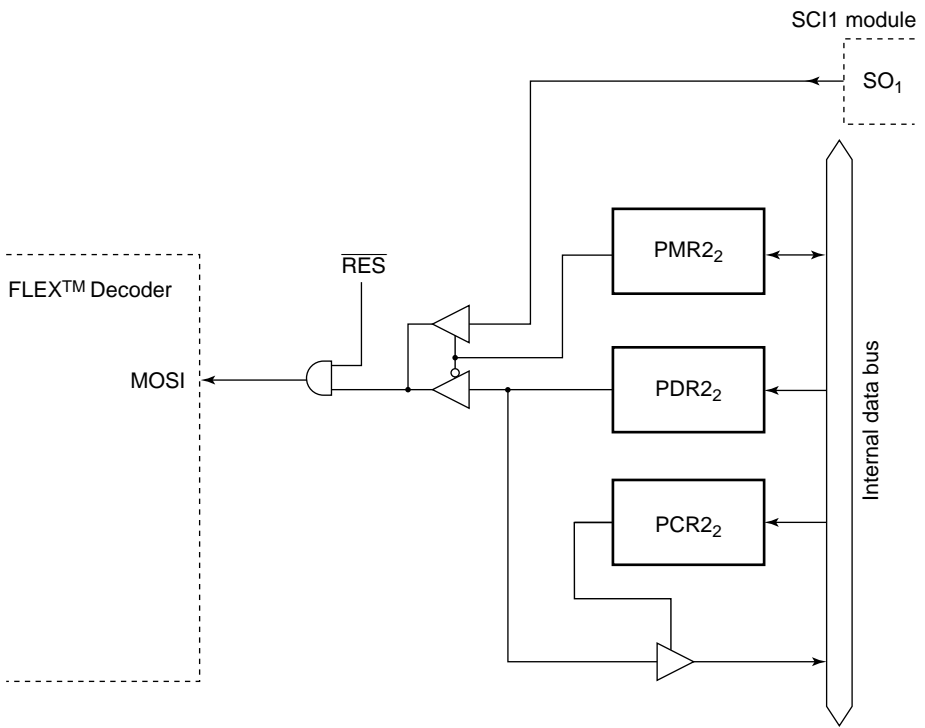 SCI1 module
SO₁
PMR2₂
RES
FLEX™ Decoder
MOSI
PDR2₂
Internal data bus
PCR2₂